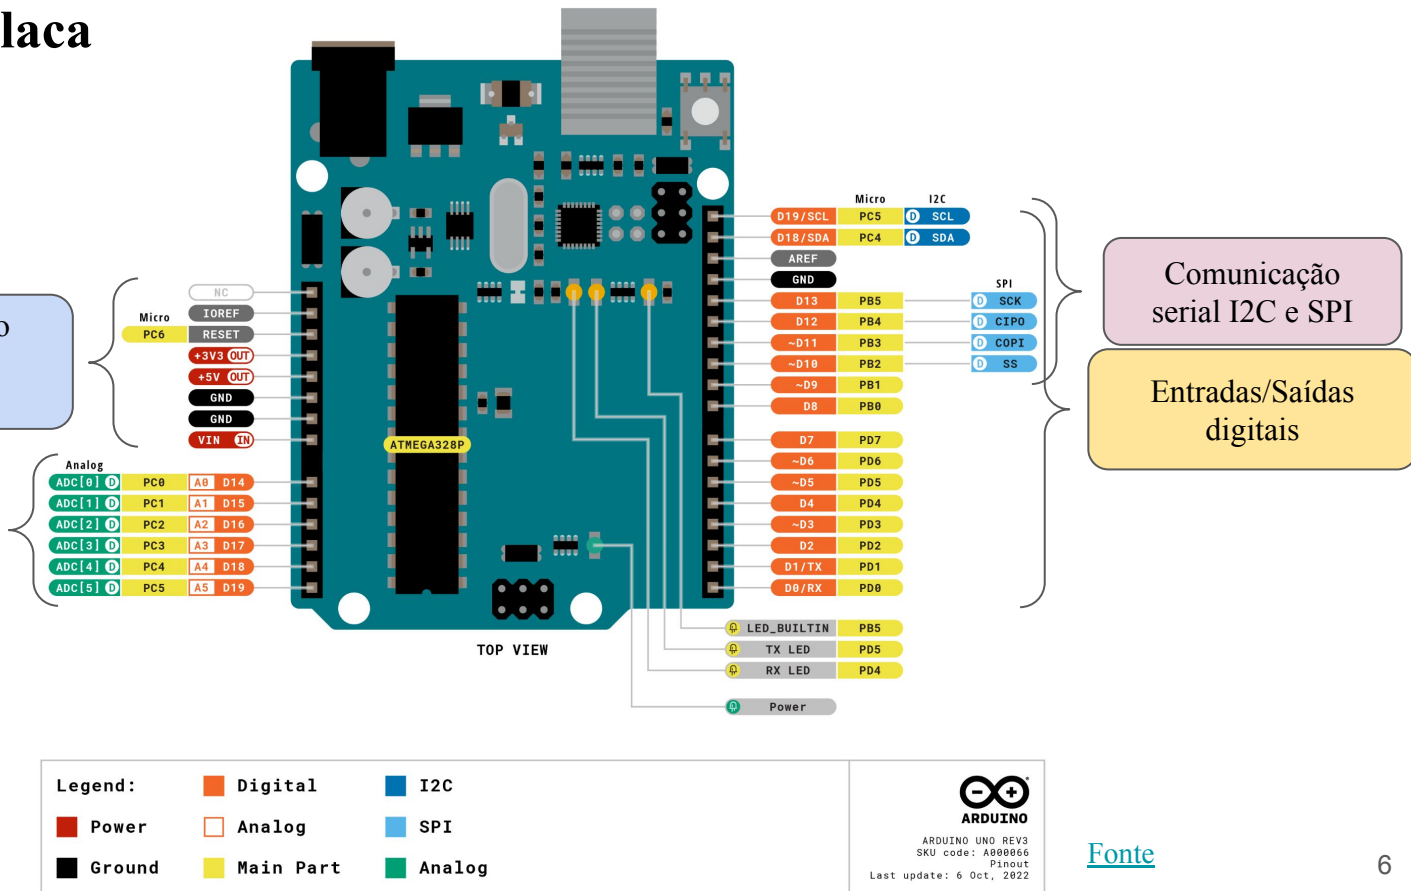 laca
Micro I2C
D19/SCL PC5 D SCL
D18/SDA PC4 D SDA
AREF
GND
SPI
D13 PB5 D SCK
D12 PB4 D CIPO
~D11 PB3 D COPI
~D10 PB2 D SS
~D9 PB1
D8 PB0
D7 PD7
~D6 PD6
~D5 PD5
D4 PD4
~D3 PD3
D2 PD2
D1/TX PD1
D0/RX PD0
Comunicação
serial I2C e SPI
Entradas/Saídas
digitais
o
NC
IOREF
Micro
PC6 RESET
+3V3 OUT
+5V OUT
GND
GND
VIN IN
Analog
ADC[0] D PC0 A0 D14
ADC[1] D PC1 A1 D15
ADC[2] D PC2 A2 D16
ADC[3] D PC3 A3 D17
ADC[4] D PC4 A4 D18
ADC[5] D PC5 A5 D19
ATMEGA328P
TOP VIEW
LED_BUILTIN PB5
TX LED PD5
RX LED PD4
Power
Legend:
Digital
I2C
Power
Analog
SPI
Ground
Main Part
Analog
ARDUINO
ARDUINO UNO REV3
SKU code: A000066
Pinout
Last update: 6 Oct, 2022
Fonte
6